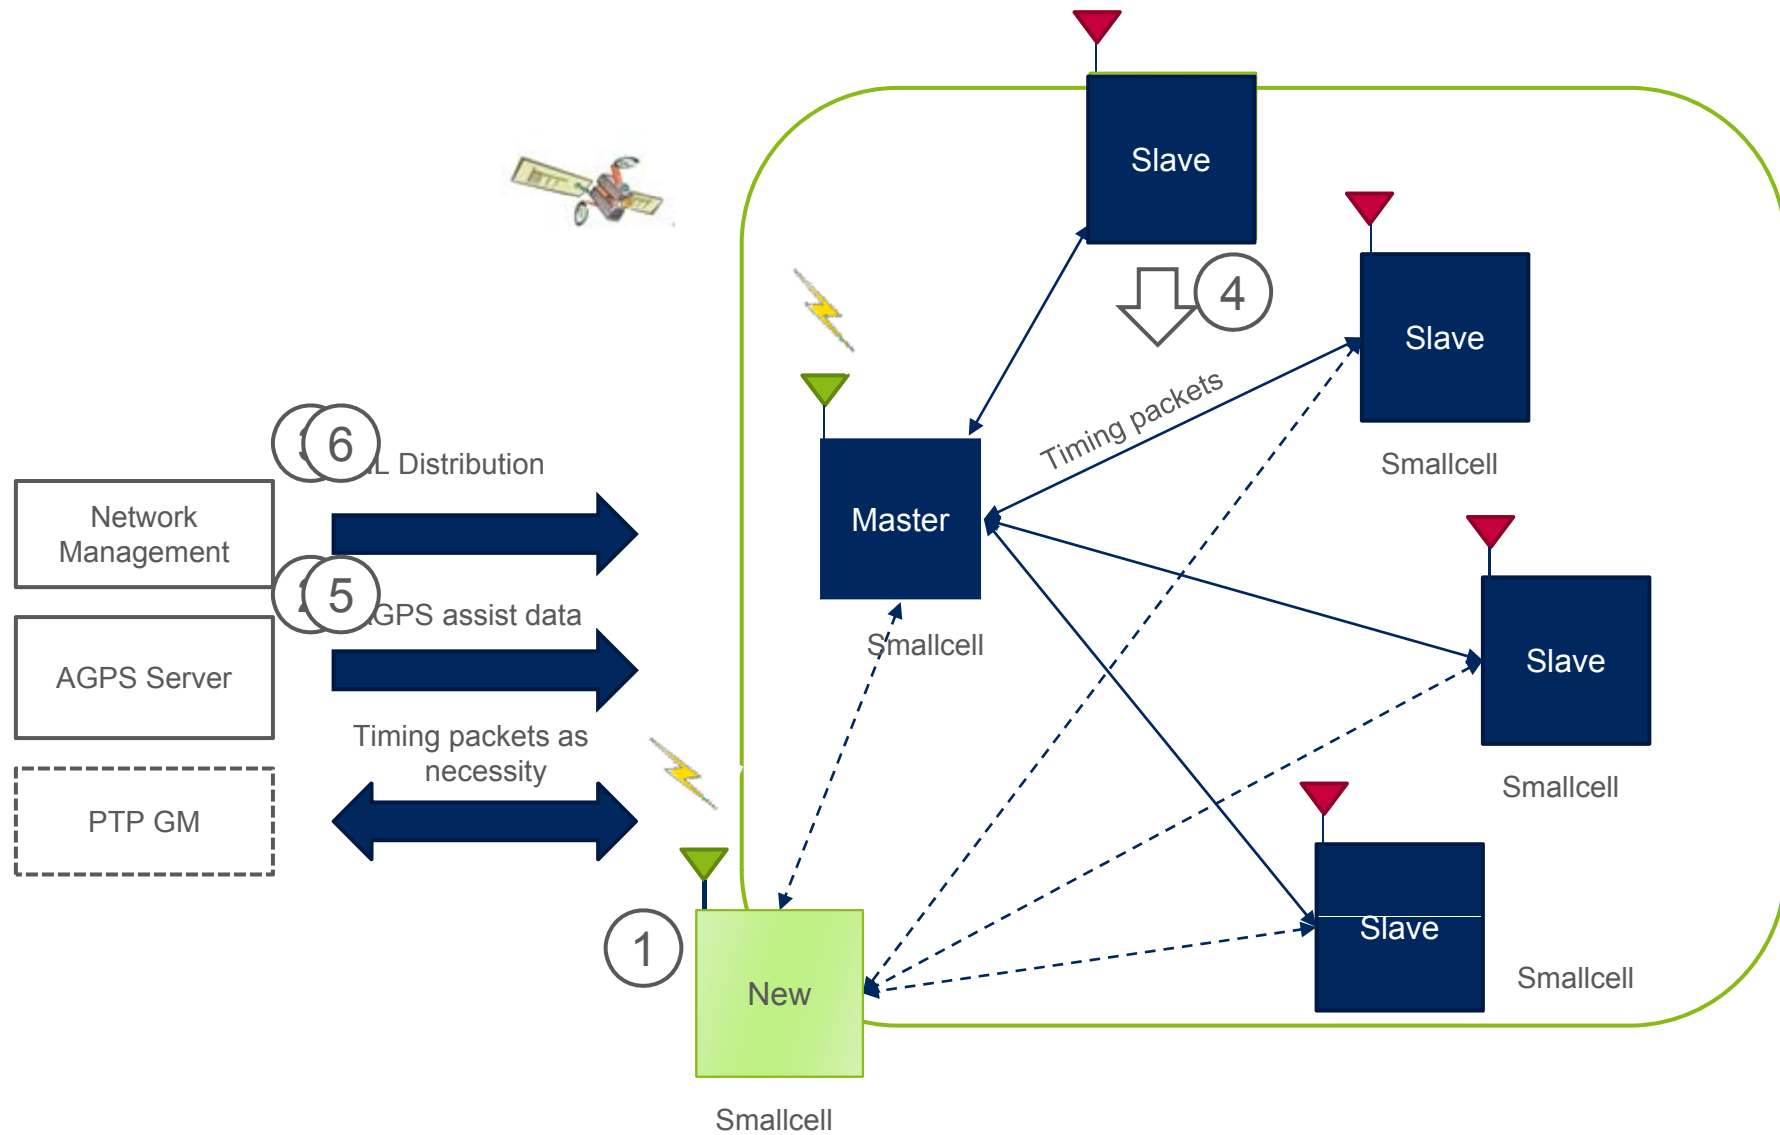 Slave
4
Slave
Timing packets
Smallcell
6
L Distribution
Network
Management
Master
5
GPS assist data
Smallcell
AGPS Server
Slave
Timing packets as
necessity
Smallcell
PTP GM
1
New
Slave
Smallcell
Smallcell